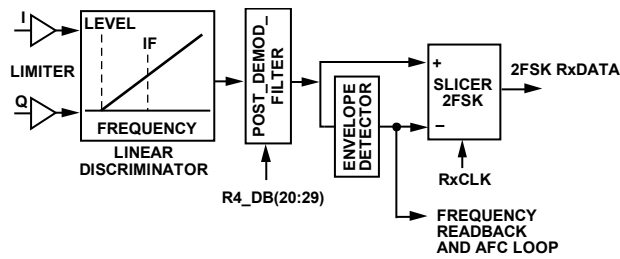 I
LIMITER
Q
LEVEL
IF
FREQUENCY
LINEAR
DISCRIMINATOR
POST_DEMOD_
FILTER
R4_DB(20:29)
ENVELOPE
DETECTOR
+
SLICER
2FSK
–
2FSK RxDATA
RxCLK
FREQUENCY
READBACK
AND AFC LOOP